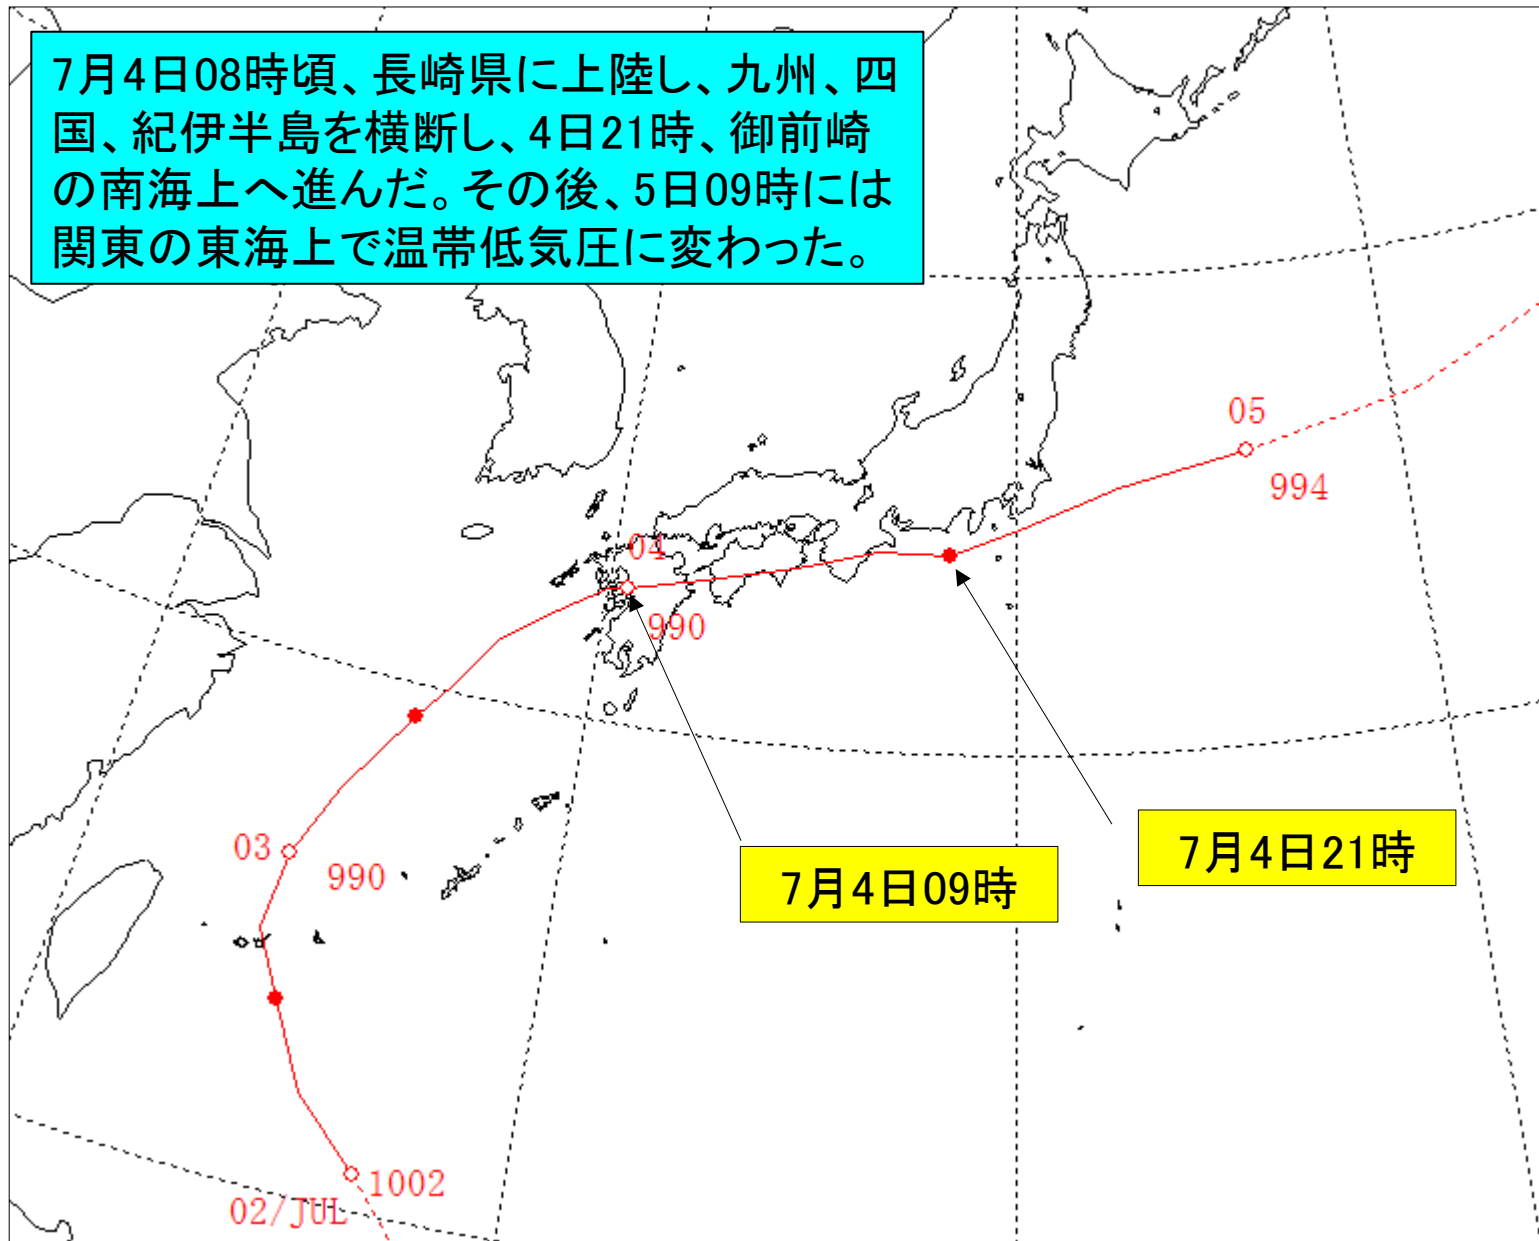 7月4日08時頃、長崎県に上陸し、九州、四
国、紀伊半島を横断し、4日21時、御前崎
の南海上へ進んだ。その後、5日09時には
関東の東海上で温帯低気圧に変わった。
05
994
04
990
03
990
7月4日09時
7月4日21時
1002
02/JUL